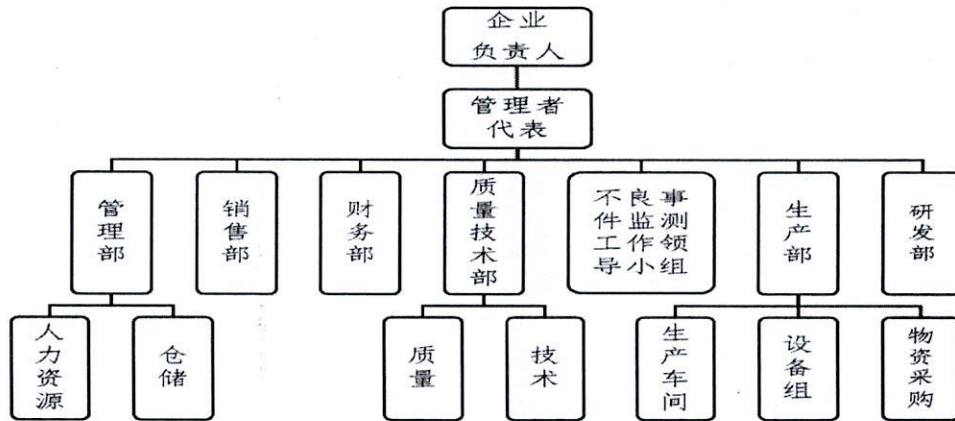 企业
负责人
管理者
代表
管理部
销售部
财务部
质量技术部
不良事
件监测
工作领
导小组
生产部
研发部
人力资源
仓储
质量
技术
生产车间
设备组
物资采购